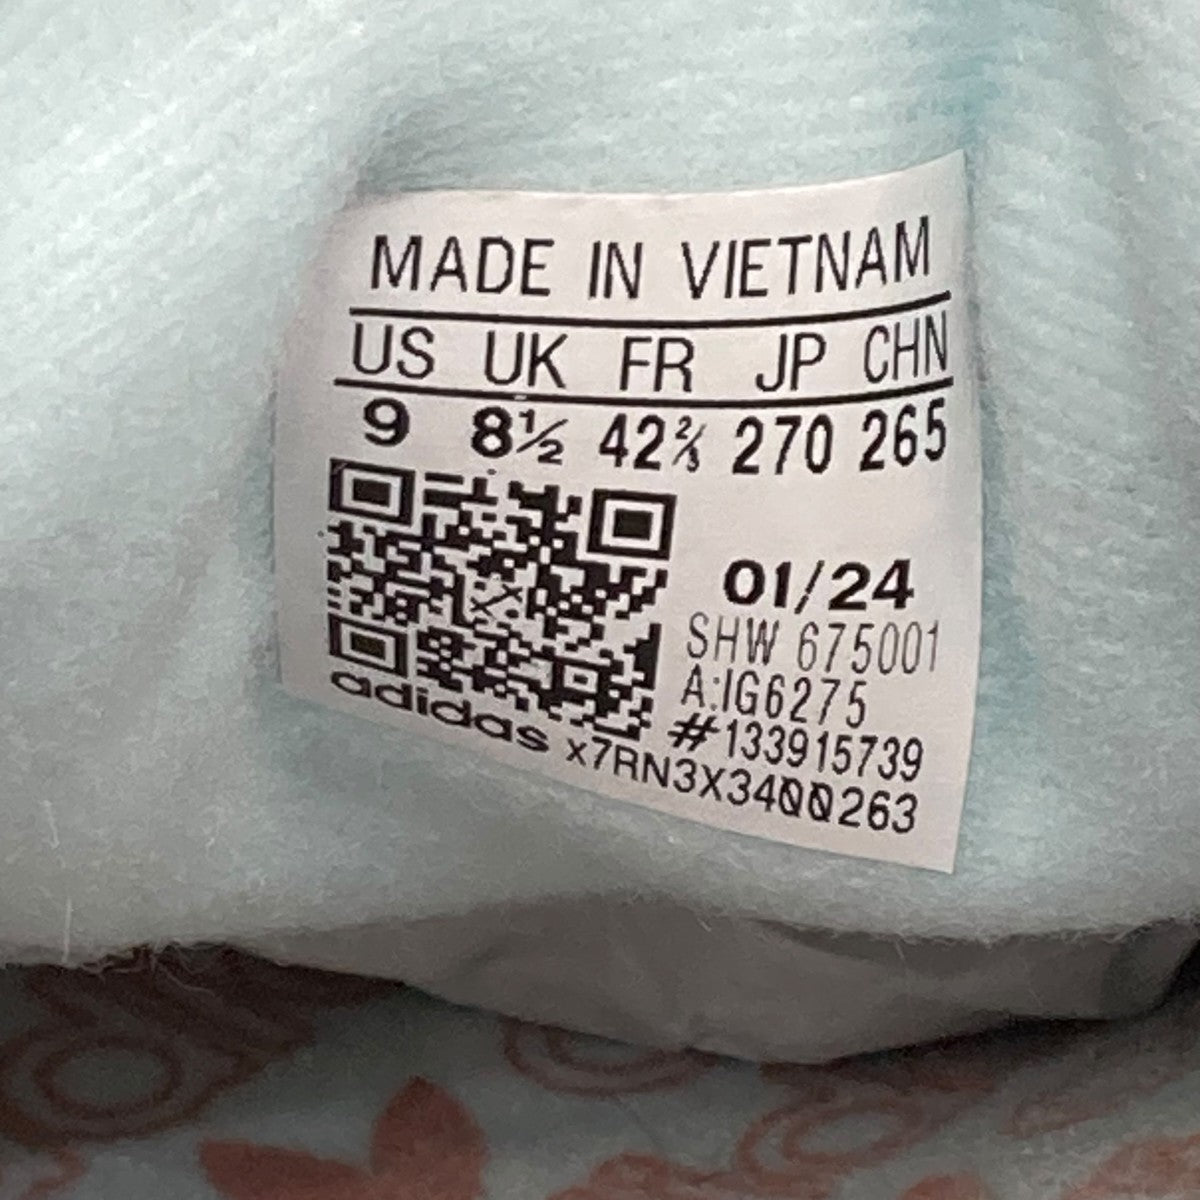 MADE IN VIETNAM
US UK FR JP CHN
9 8½ 42⅔ 270 265
01/24
SHW 675001
A:IG6275
#133915739
adidas x7RN3X3400263